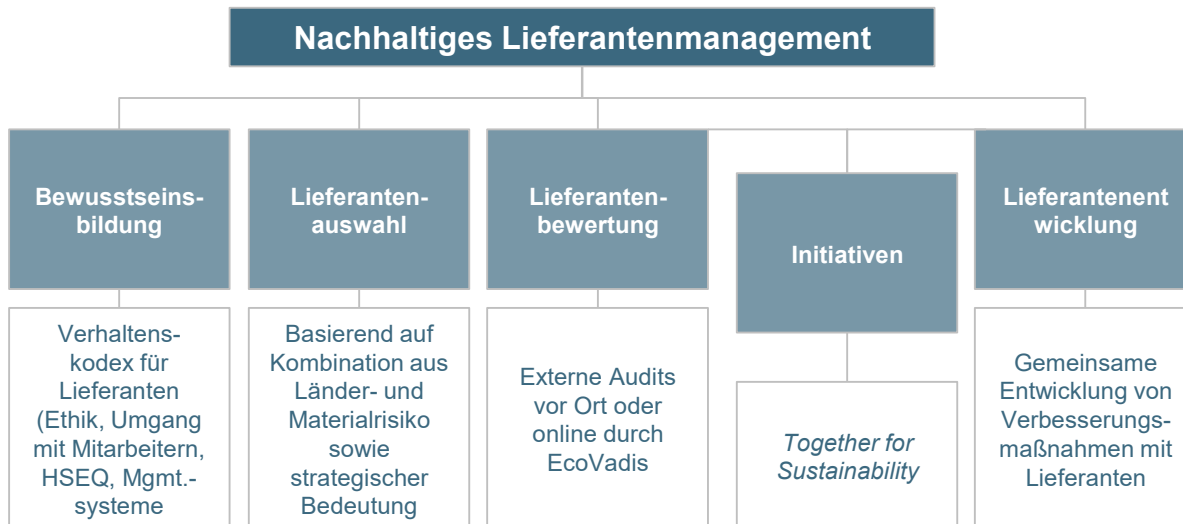 Nachhaltiges Lieferantenmanagement
Bewusstseins-
bildung
Lieferanten-
auswahl
Lieferanten-
bewertung
Initiativen
Lieferantenent
wicklung
Verhaltens-
kodex für
Lieferanten
(Ethik, Umgang
mit Mitarbeitern,
HSEQ, Mgmt.-
systeme
Basierend auf
Kombination aus
Länder- und
Materialrisiko
sowie
strategischer
Bedeutung
Externe Audits
vor Ort oder
online durch
EcoVadis
Together for
Sustainability
Gemeinsame
Entwicklung von
Verbesserungs-
maßnahmen mit
Lieferanten